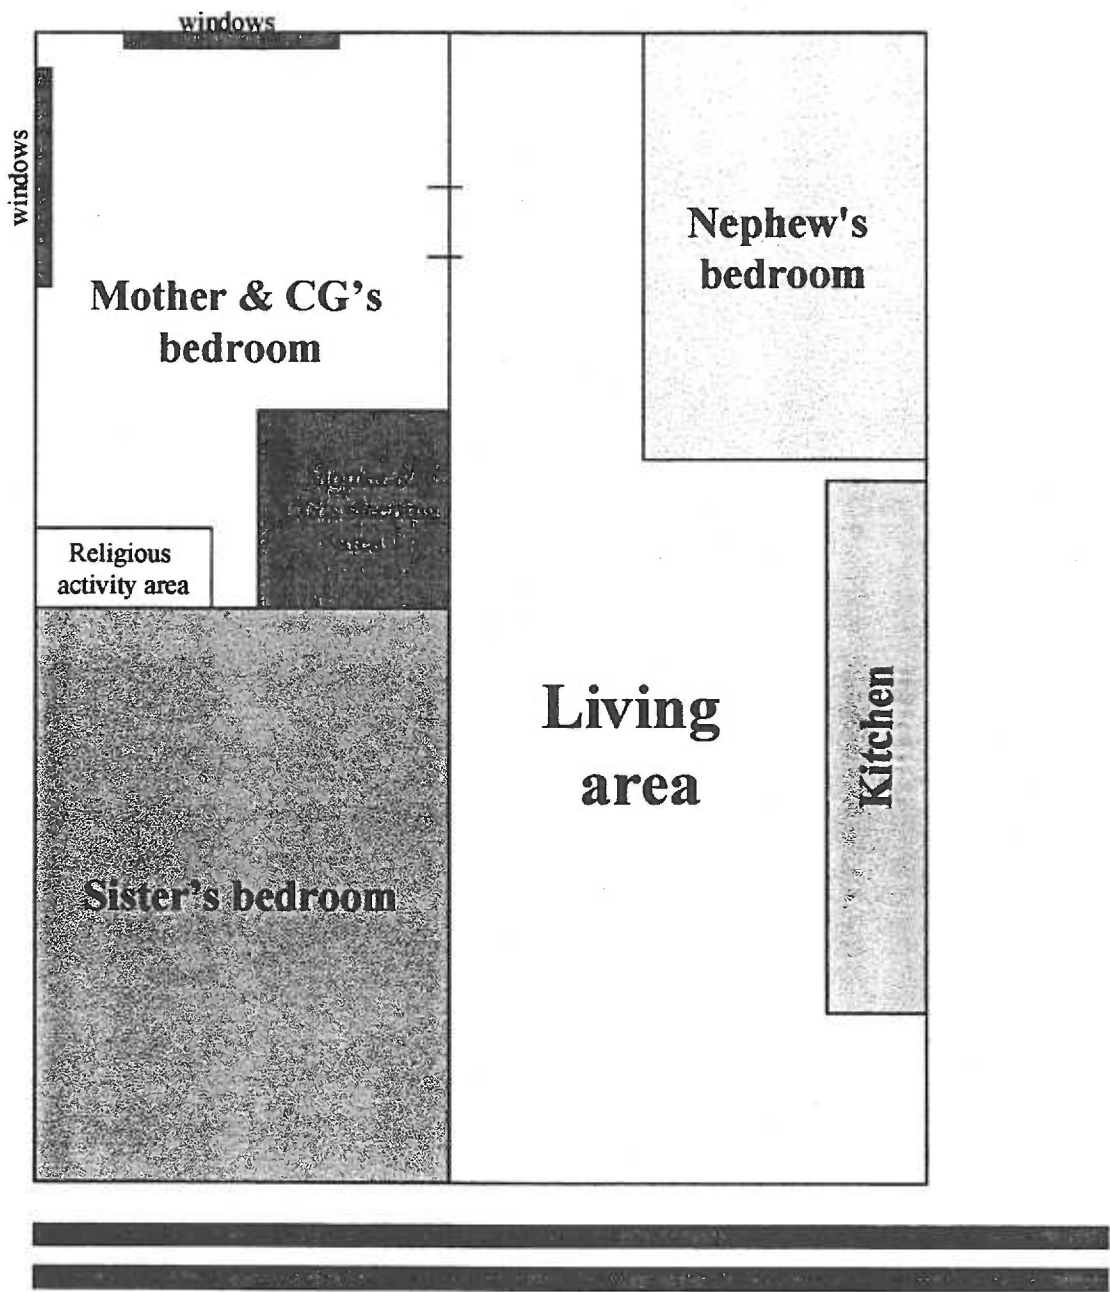 windows
windows
Mother & CG's
bedroom
Nephew's
bedroom
Religious
activity area
Living
area
Kitchen
Sister's bedroom